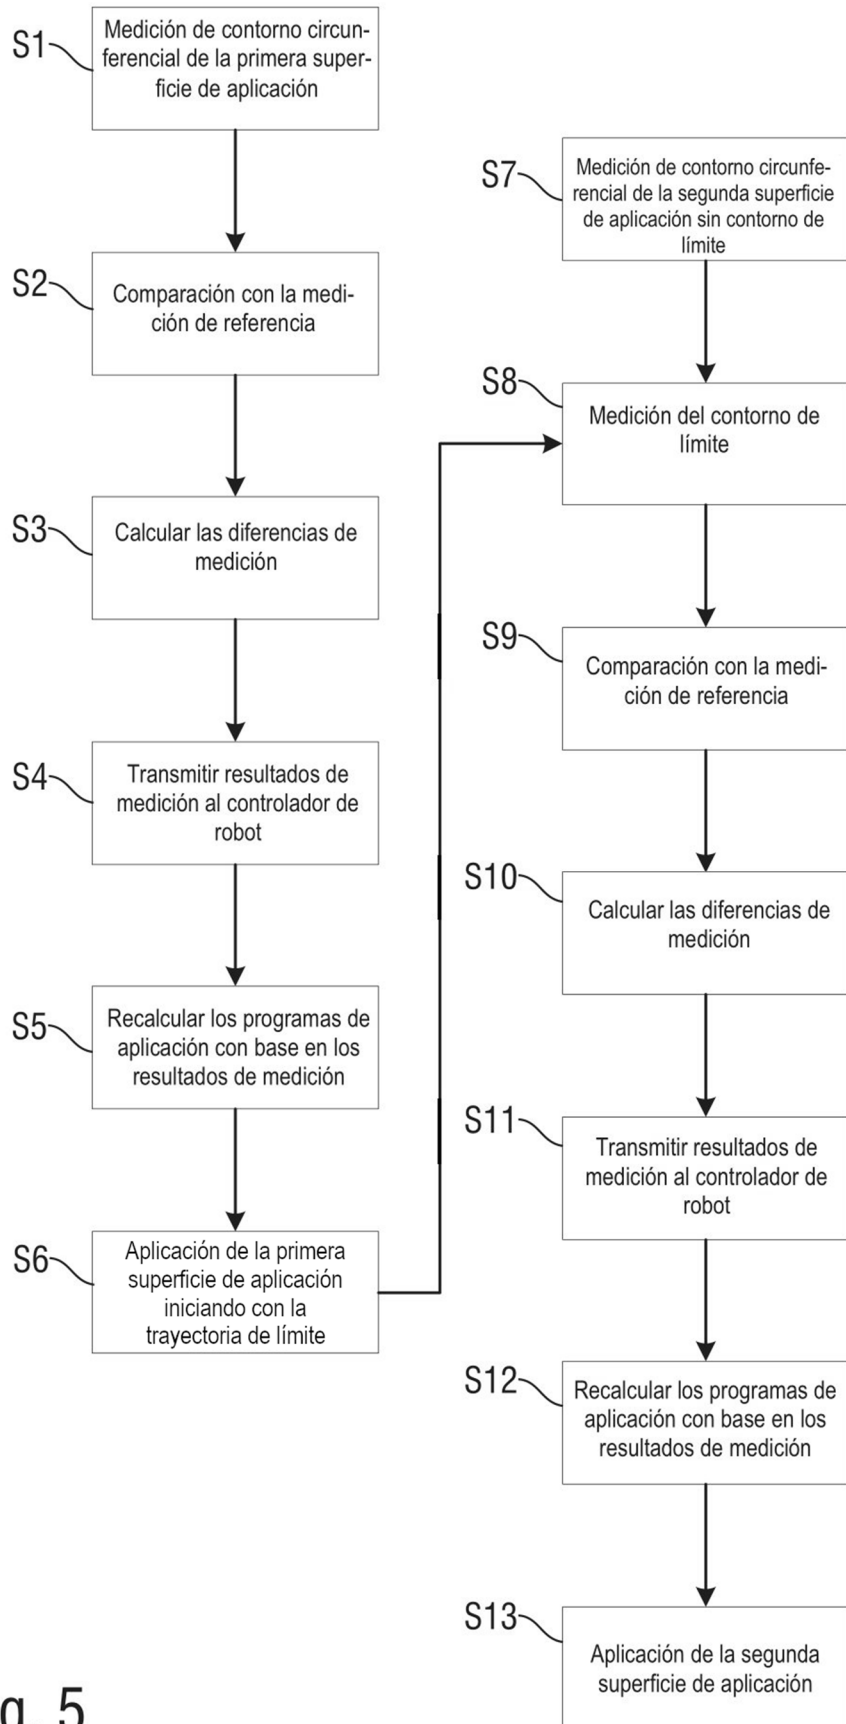 S1
Medición de contorno circun-
ferencial de la primera super-
ficie de aplicación
S2
Comparación con la medi-
ción de referencia
S3
Calcular las diferencias de
medición
S4
Transmitir resultados de
medición al controlador de
robot
S5
Recalcular los programas de
aplicación con base en los
resultados de medición
S6
Aplicación de la primera
superficie de aplicación
iniciando con la
trayectoria de límite
S7
Medición de contorno circunfe-
rencial de la segunda superficie
de aplicación sin contorno de
límite
S8
Medición del contorno de
límite
S9
Comparación con la medi-
ción de referencia
S10
Calcular las diferencias de
medición
S11
Transmitir resultados de
medición al controlador de
robot
S12
Recalcular los programas de
aplicación con base en los
resultados de medición
S13
Aplicación de la segunda
superficie de aplicación
5